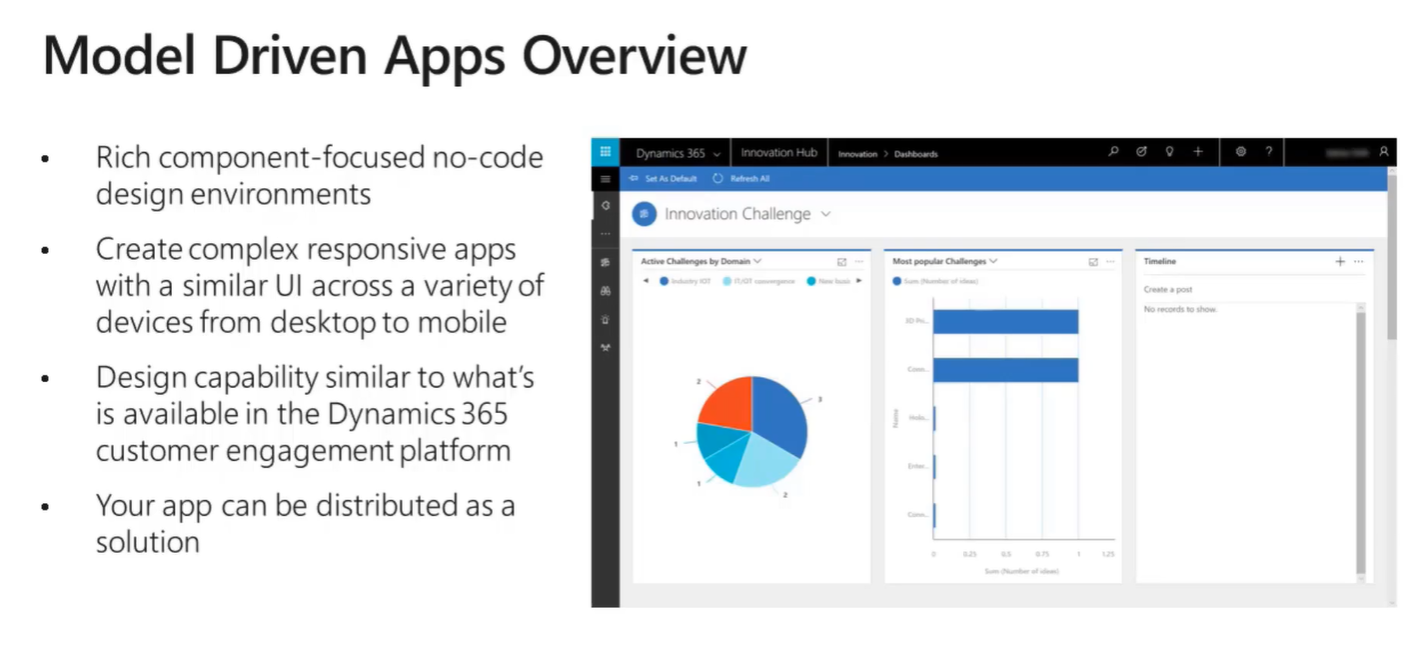 Model Driven Apps Overview
• Rich component-focused no-code
design environments
• Create complex responsive apps
with a similar UI across a variety of
devices from desktop to mobile
• Design capability similar to what's
is available in the Dynamics 365
customer engagement platform
• Your app can be distributed as a
solution
Dynamics 365 Innovation Hub Innovation > Dashboards
Set As Default Refresh All
Innovation Challenge
Active Challenges by Domain
Industry IOT IT/OT convergence New busi
2
3
1
1
2
Most popular Challenges
Sum (Number of ideas)
3D Po...
Conn...
Holo...
Enter...
Conn...
Name
0 0.25 0.5 0.75 1 1.25
Sum (Number of ideas)
Timeline
Create a post
No records to show.